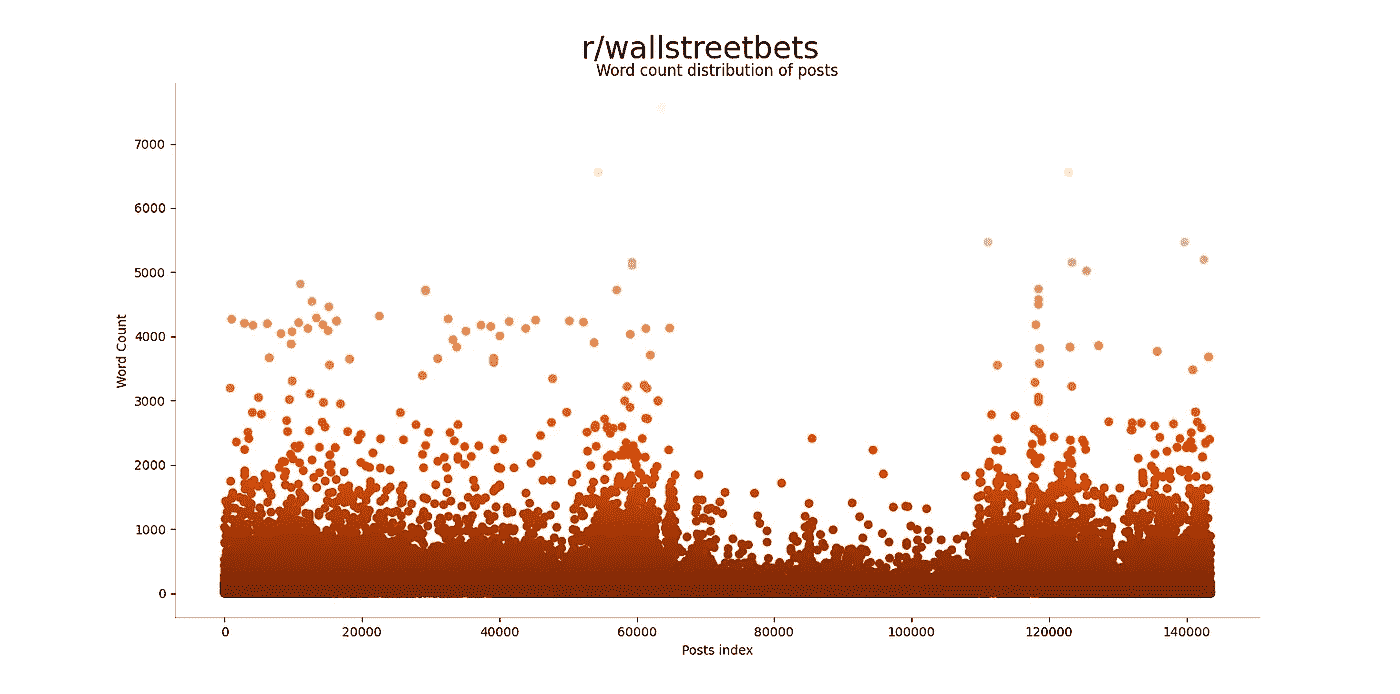 r/wallstreetbets
Word count distribution of posts
7000
6000
5000
4000
3000
2000
1000
0
Word Count
0 20000 40000 60000 80000 100000 120000 140000
Posts index